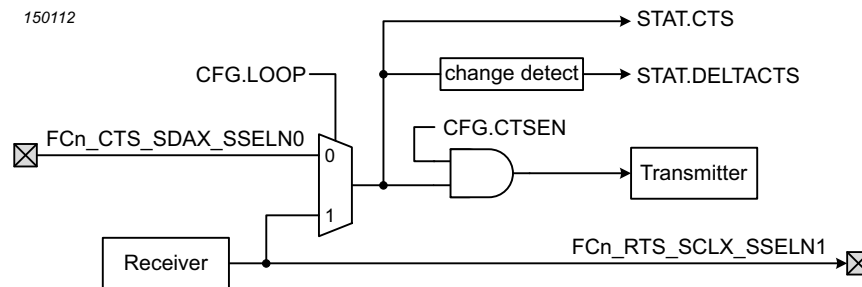 150112
STAT.CTS
CFG.LOOP
change detect
STAT.DELTACTS
FCn_CTS_SDAX_SSELN0
CFG.CTSEN
0
Transmitter
1
FCn_RTS_SCLX_SSELN1
Receiver